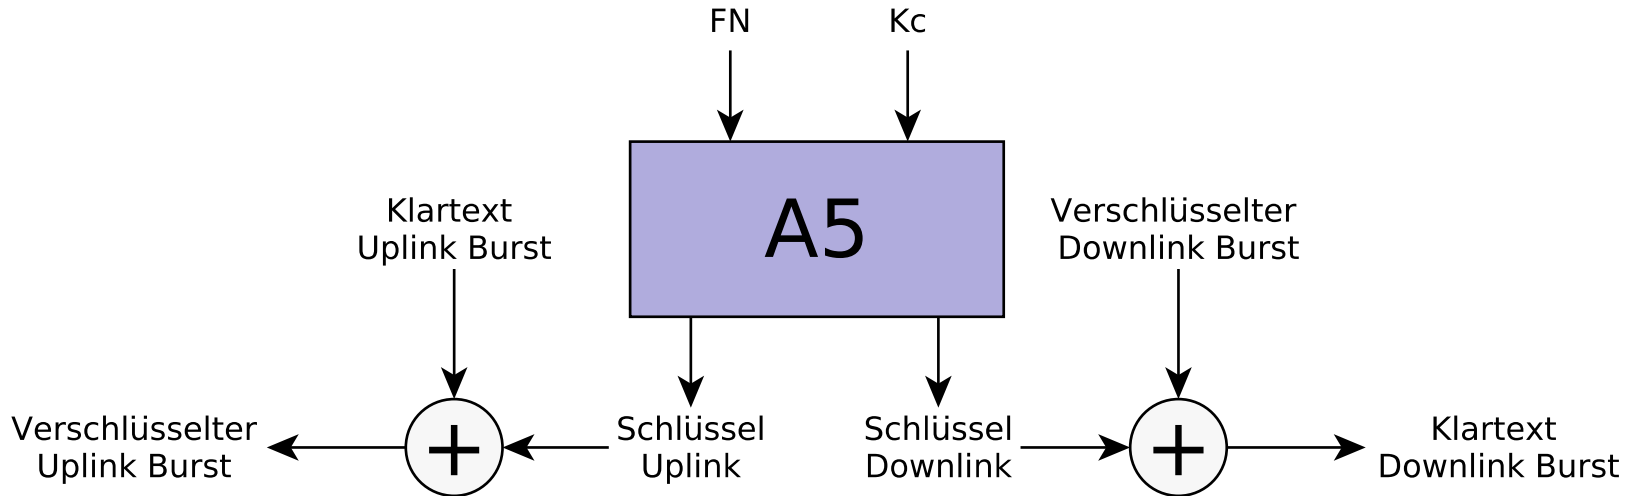 FN
Kc
A5
Klartext
Uplink Burst
Verschlüsselter
Downlink Burst
Verschlüsselter
Uplink Burst
+
Schlüssel
Uplink
Schlüssel
Downlink
+
Klartext
Downlink Burst